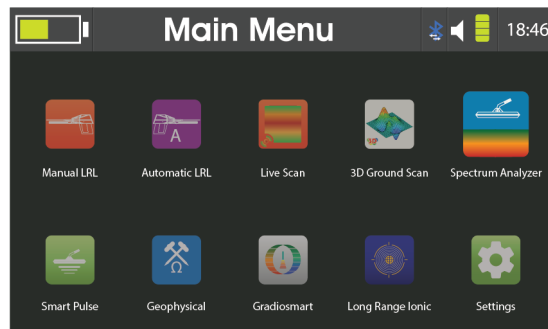 Main Menu
18:46
A
Manual LRL
Automatic LRL
Live Scan
3D Ground Scan
Spectrum Analyzer
Ω
Smart Pulse
Geophysical
Gradiosmart
Long Range Ionic
Settings